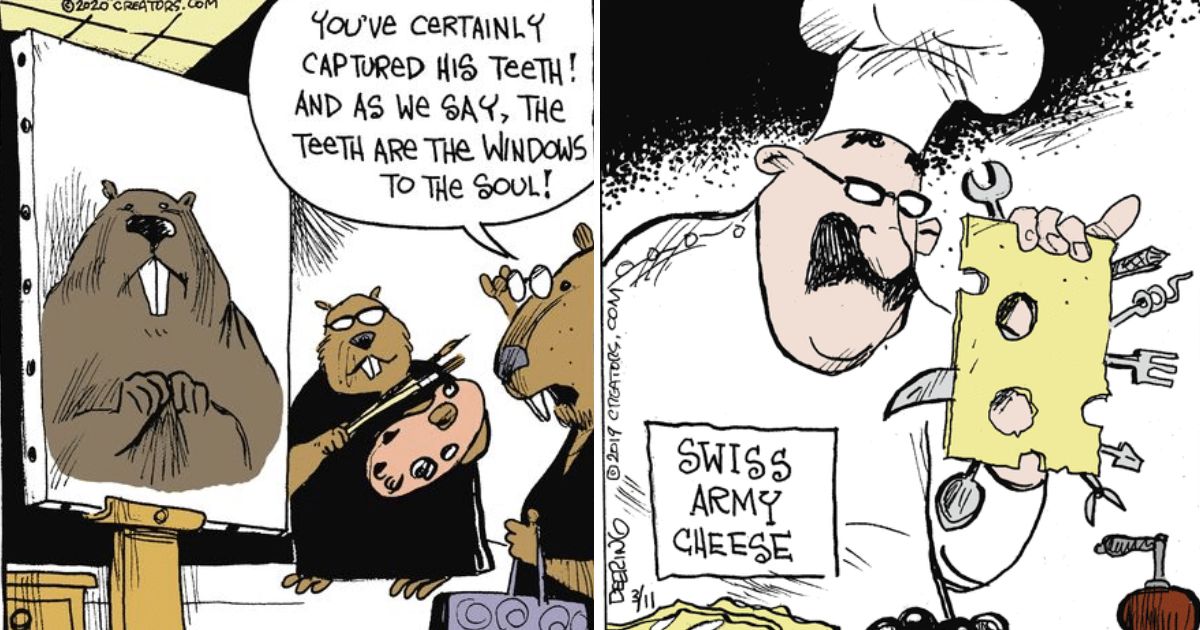 ©2020 CREATORS.COM
YOU'VE CERTAINLY
CAPTURED HIS TEETH!
AND AS WE SAY, THE
TEETH ARE THE WINDOWS
TO THE SOUL!
©2019 CREATORS.COM
SWISS
ARMY
CHEESE
DEERING
3/11